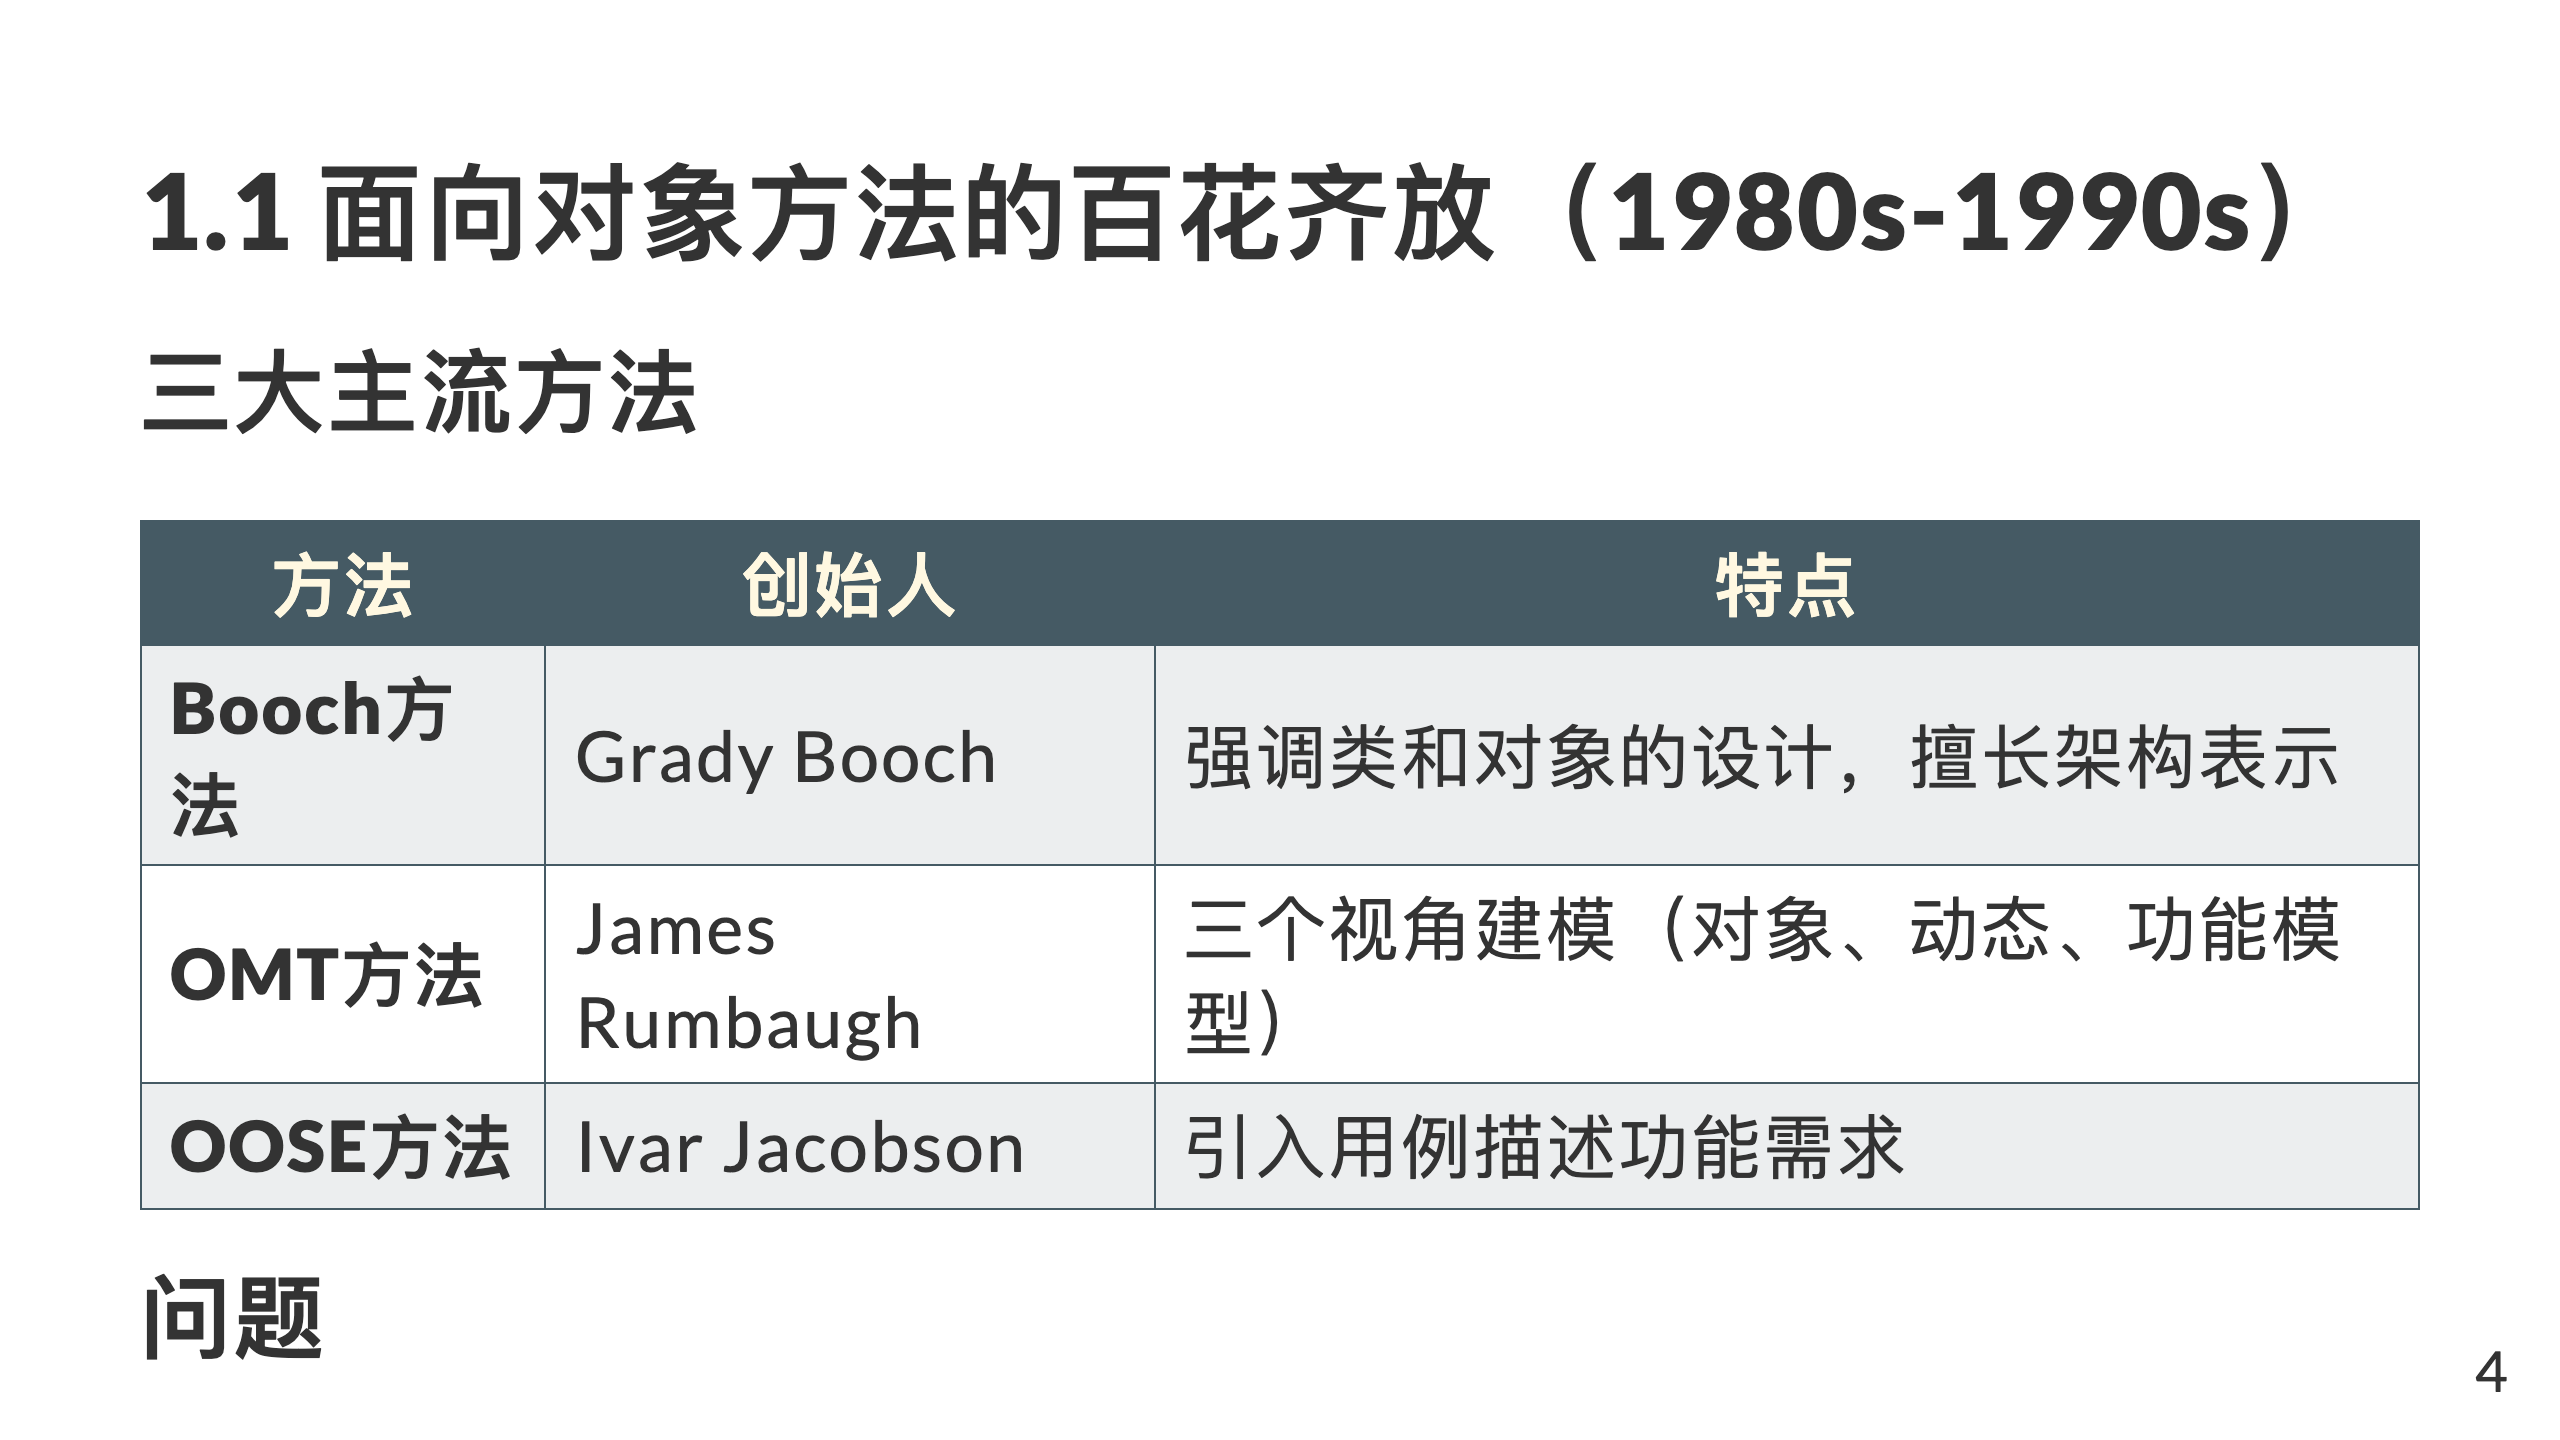 1.1 面向对象方法的百花齐放（1980s-1990s）
三大主流方法
方法 创始人 特点
Booch方
法
Grady Booch
强调类和对象的设计，擅长架构表示
OMT方法
James
Rumbaugh
三个视角建模（对象、动态、功能模
型）
OOSE方法 Ivar Jacobson 引入用例描述功能需求
问题
4